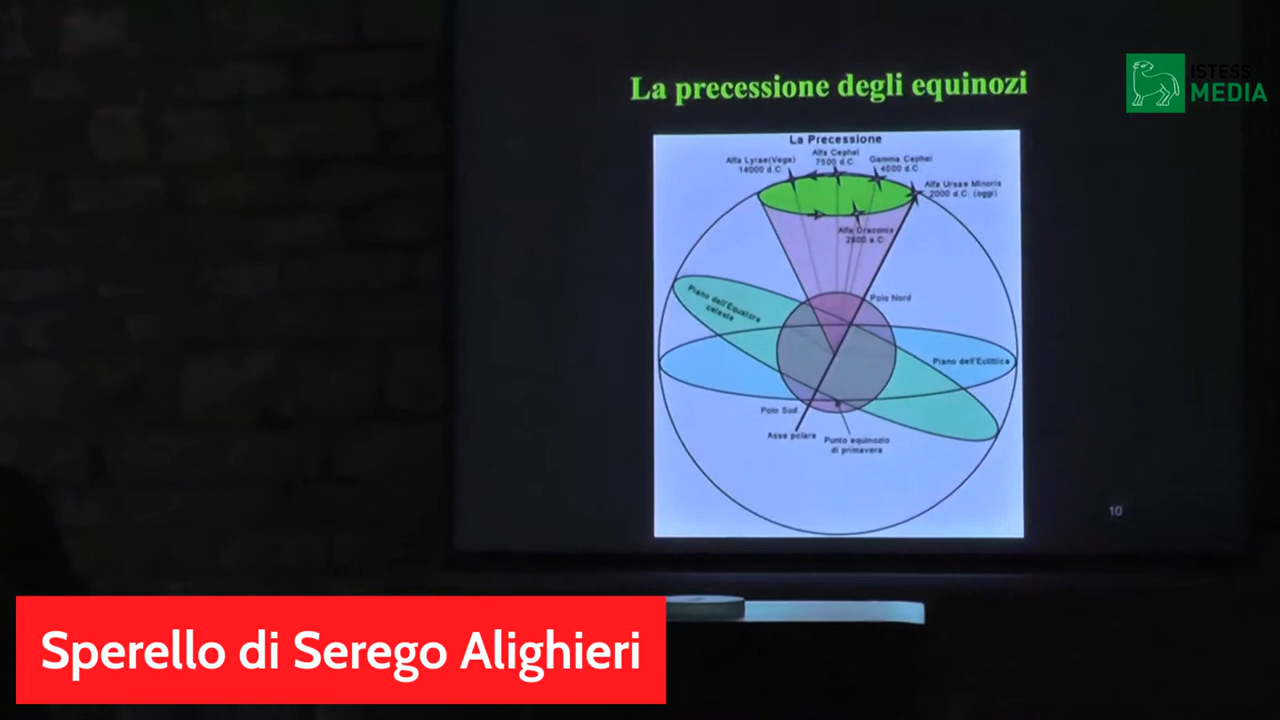 La precessione degli equinozi
ISTESS
MEDIA
La Precessione
Alfa Lyrae(Vega)
14000 d.C.
Alfa Cephei
7500 d.C.
Gamma Cephei
4000 d.C.
Alfa Ursae Minoris
2000 d.C. (oggi)
Alfa Draconis
2800 a.C.
Polo Nord
Piano dell'Equatore
celeste
Piano dell'Eclittica
Polo Sud
Asse polare
Punto equinozio
di primavera
10
Sperello di Serego Alighieri